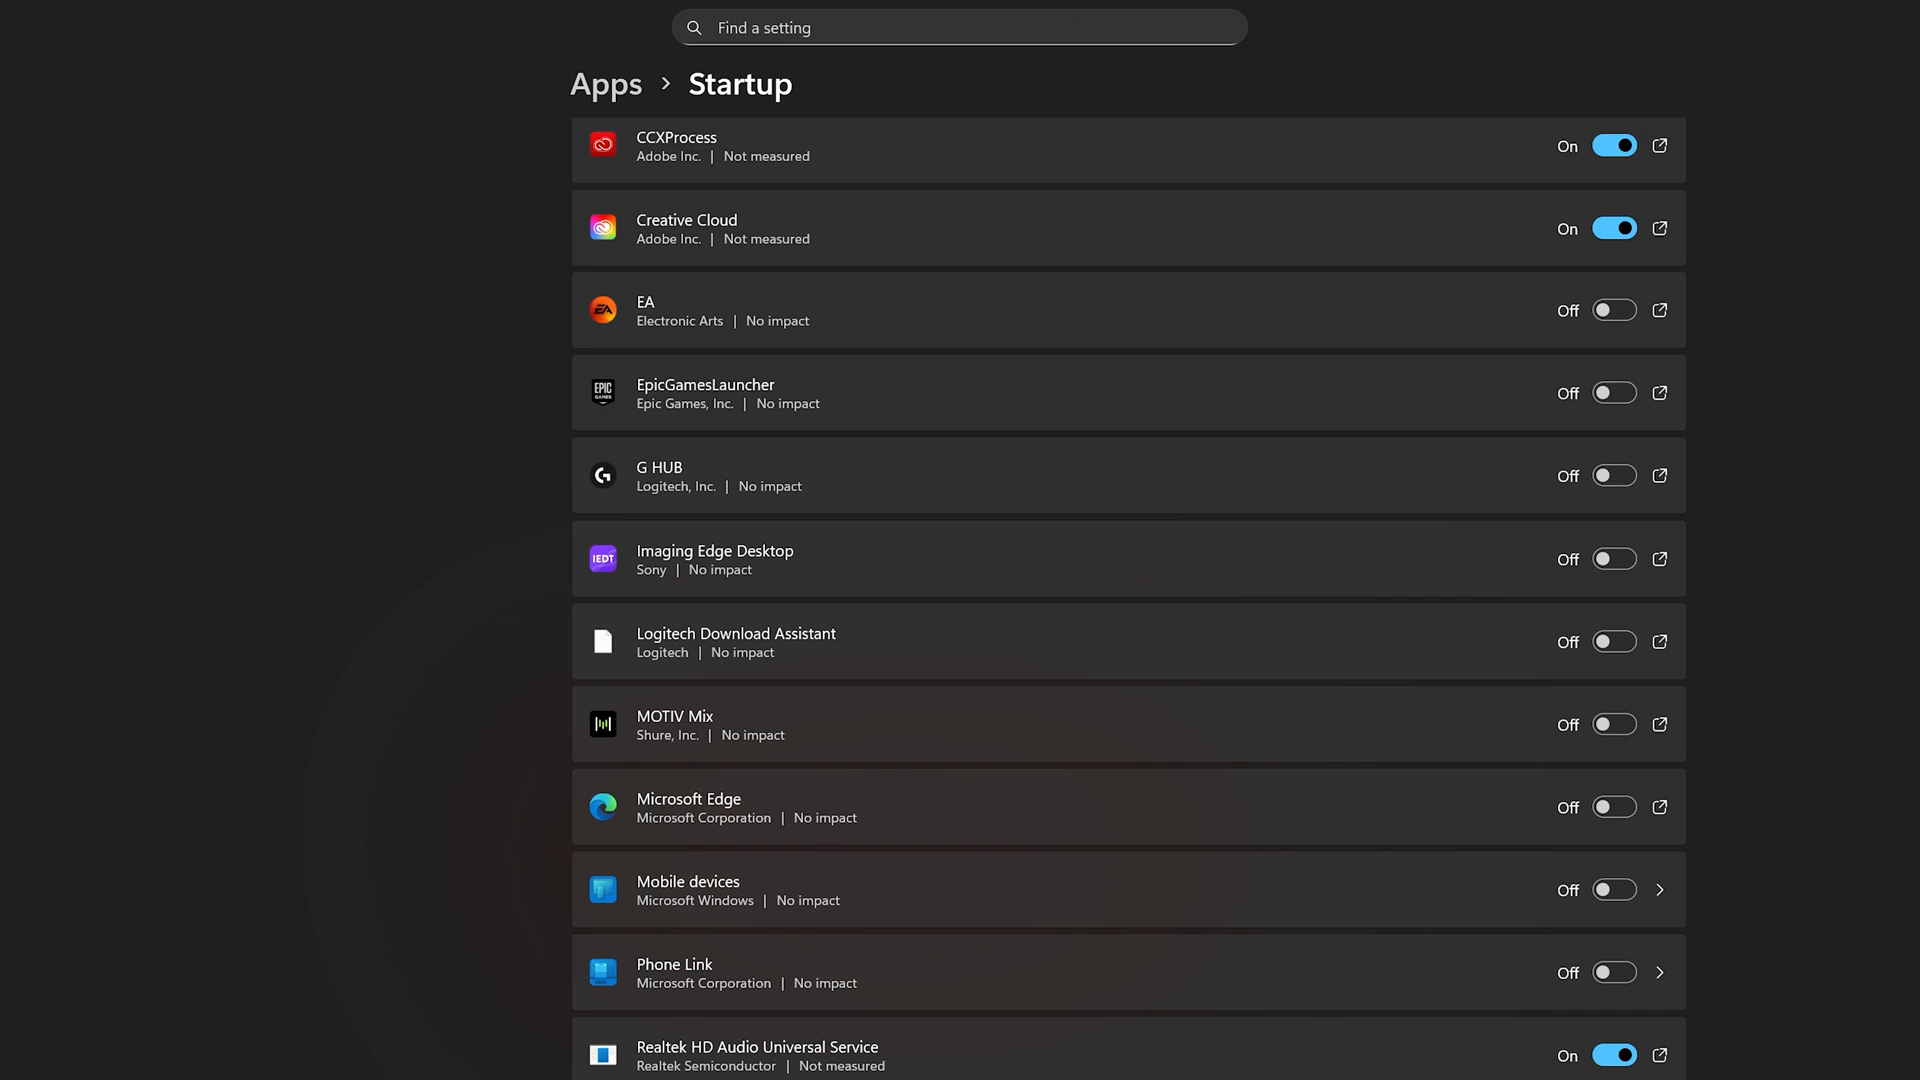 Find a setting
Apps > Startup
CCXProcess
Adobe Inc. | Not measured
On
Creative Cloud
Adobe Inc. | Not measured
On
EA
EA
Electronic Arts | No impact
Off
EPIC
GAMES
EpicGamesLauncher
Epic Games, Inc. | No impact
Off
G HUB
Logitech, Inc. | No impact
Off
IEDT
Imaging Edge Desktop
Sony | No impact
Off
Logitech Download Assistant
Logitech | No impact
Off
MOTIV Mix
Shure, Inc. | No impact
Off
Microsoft Edge
Microsoft Corporation | No impact
Off
Mobile devices
Microsoft Windows | No impact
Off
Phone Link
Microsoft Corporation | No impact
Off
Realtek HD Audio Universal Service
Realtek Semiconductor | Not measured
On